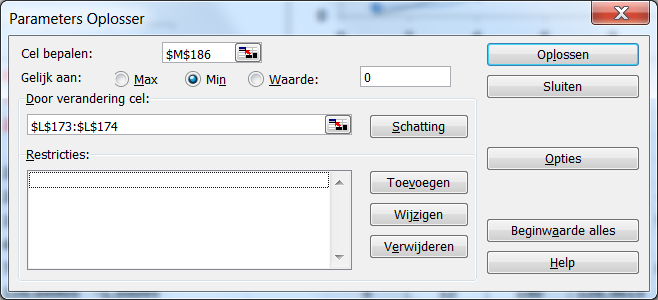 Parameters Oplosser
Cel bepalen: $M$186
Oplossen
Gelijk aan: Max Min Waarde: 0
Sluiten
Door verandering cel:
$L$173:$L$174
Schatting
Restricties:
Opties
Toevoegen
Wijzigen
Beginwaarde alles
Verwijderen
Help